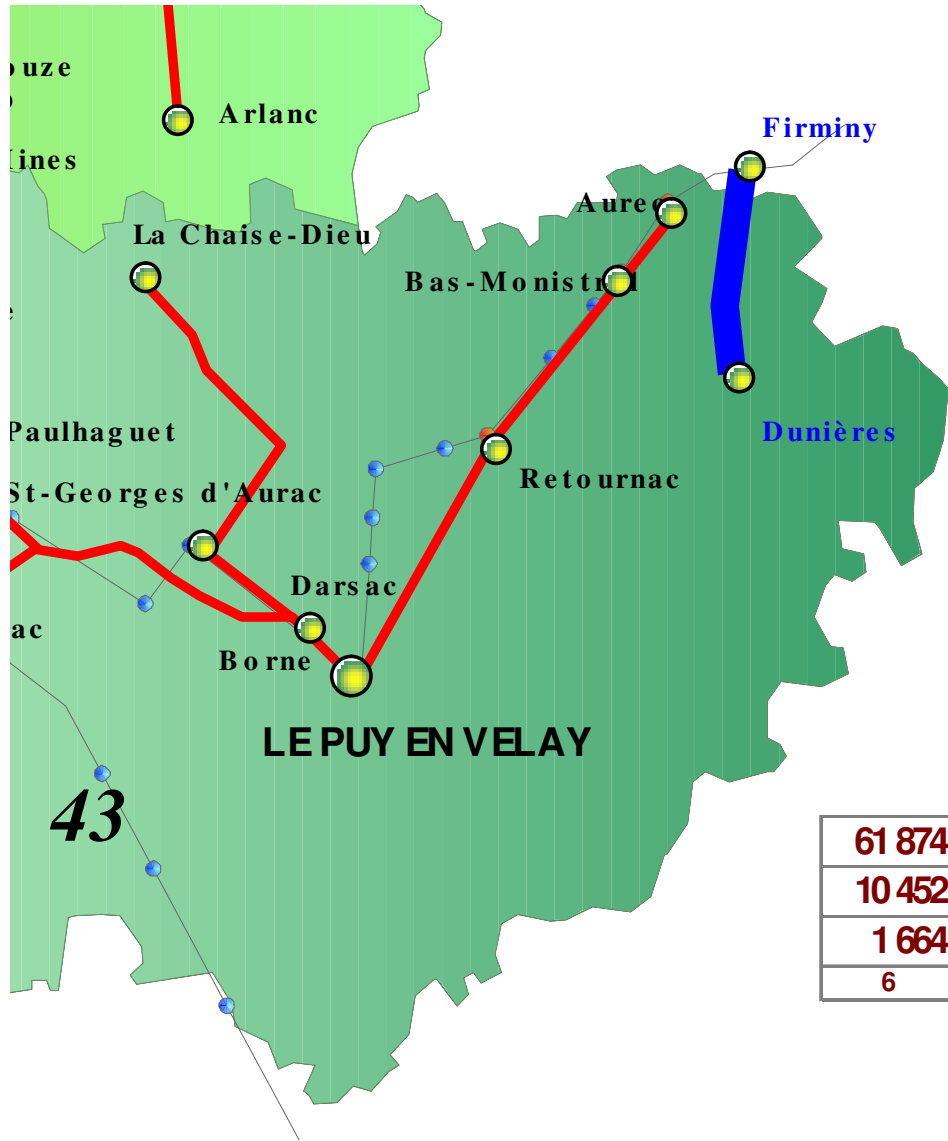 Arlanc
Firminy
Aurec
La Chaise-Dieu
Bas-Monistrol
Paulhaguet
Dunières
Retournac
St-Georges d'Aurac
Darsac
Borne
LE PUY EN VELAY
43
61 874
10 452
1 664
6